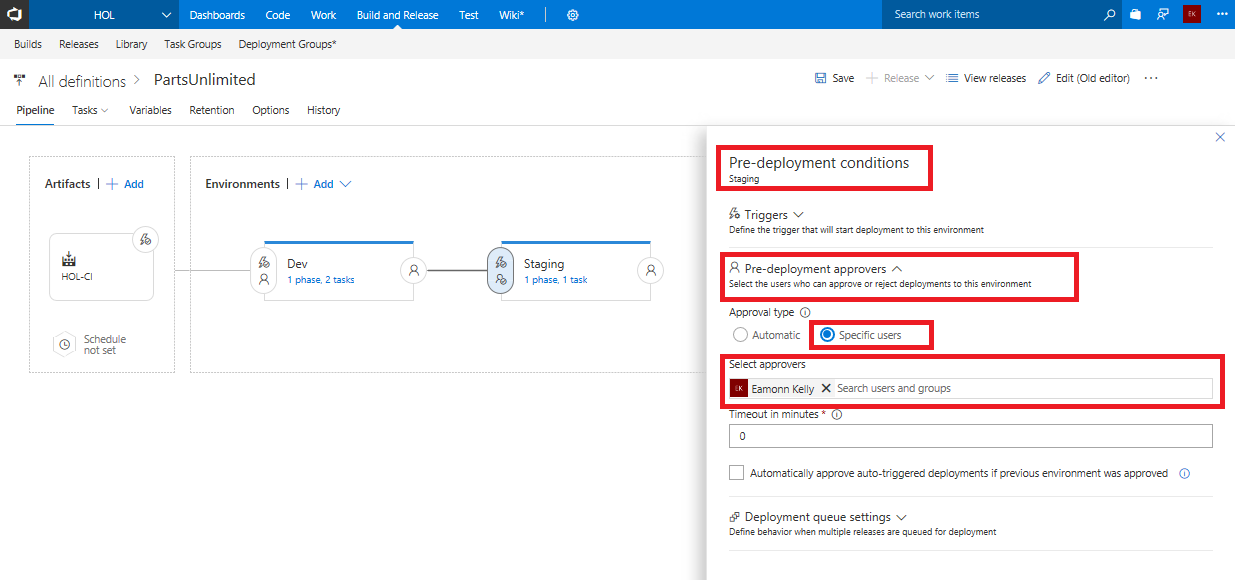 HOL
Dashboards
Code
Work
Build and Release
Test
Wiki*
Search work items
EK
Builds
Releases
Library
Task Groups
Deployment Groups*
All definitions
PartsUnlimited
Save
Release
View releases
Edit (Old editor)
Pipeline
Tasks
Variables
Retention
Options
History
Artifacts | + Add
HOL-CI
Schedule
not set
Environments | + Add
Dev
1 phase, 2 tasks
Staging
1 phase, 1 task
Pre-deployment conditions
Staging
Triggers
Define the trigger that will start deployment to this environment
Pre-deployment approvers
Select the users who can approve or reject deployments to this environment
Approval type
Automatic
Specific users
Select approvers
EK Eamonn Kelly Search users and groups
Timeout in minutes *
0
Automatically approve auto-triggered deployments if previous environment was approved
Deployment queue settings
Define behavior when multiple releases are queued for deployment